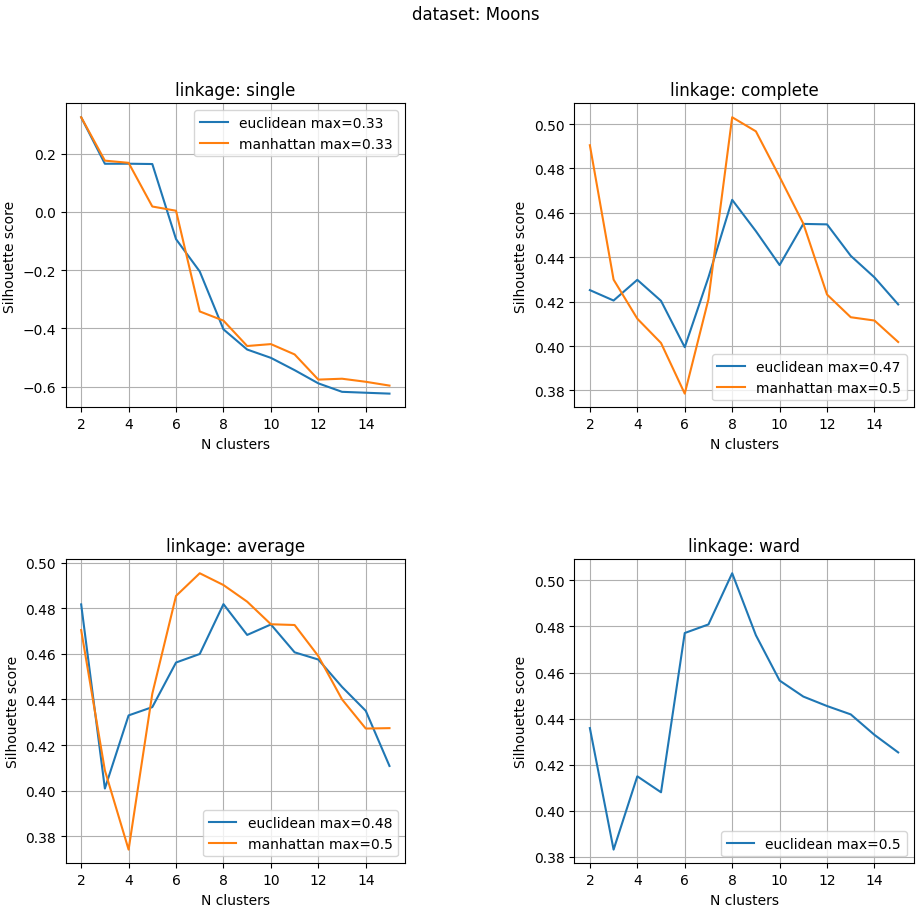 dataset: Moons
linkage: single
euclidean max=0.33
manhattan max=0.33
Silhouette score
0.2
0.0
−0.2
−0.4
−0.6
2 4 6 8 10 12 14
N clusters
linkage: complete
Silhouette score
0.50
0.48
0.46
0.44
0.42
0.40
0.38
euclidean max=0.47
manhattan max=0.5
2 4 6 8 10 12 14
N clusters
linkage: average
Silhouette score
0.50
0.48
0.46
0.44
0.42
0.40
0.38
euclidean max=0.48
manhattan max=0.5
2 4 6 8 10 12 14
N clusters
linkage: ward
Silhouette score
0.50
0.48
0.46
0.44
0.42
0.40
0.38
euclidean max=0.5
2 4 6 8 10 12 14
N clusters